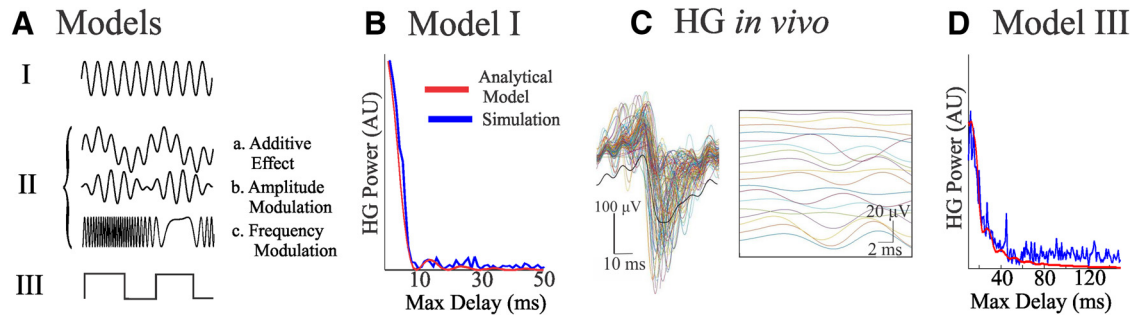 A Models
I
II
a. Additive
Effect
b. Amplitude
Modulation
c. Frequency
Modulation
III
B Model I
HG Power (AU)
Analytical
Model
Simulation
10 30 50
Max Delay (ms)
C HG in vivo
100 µV
10 ms
20 µV
2 ms
D Model III
HG Power (AU)
40 80 120
Max Delay (ms)